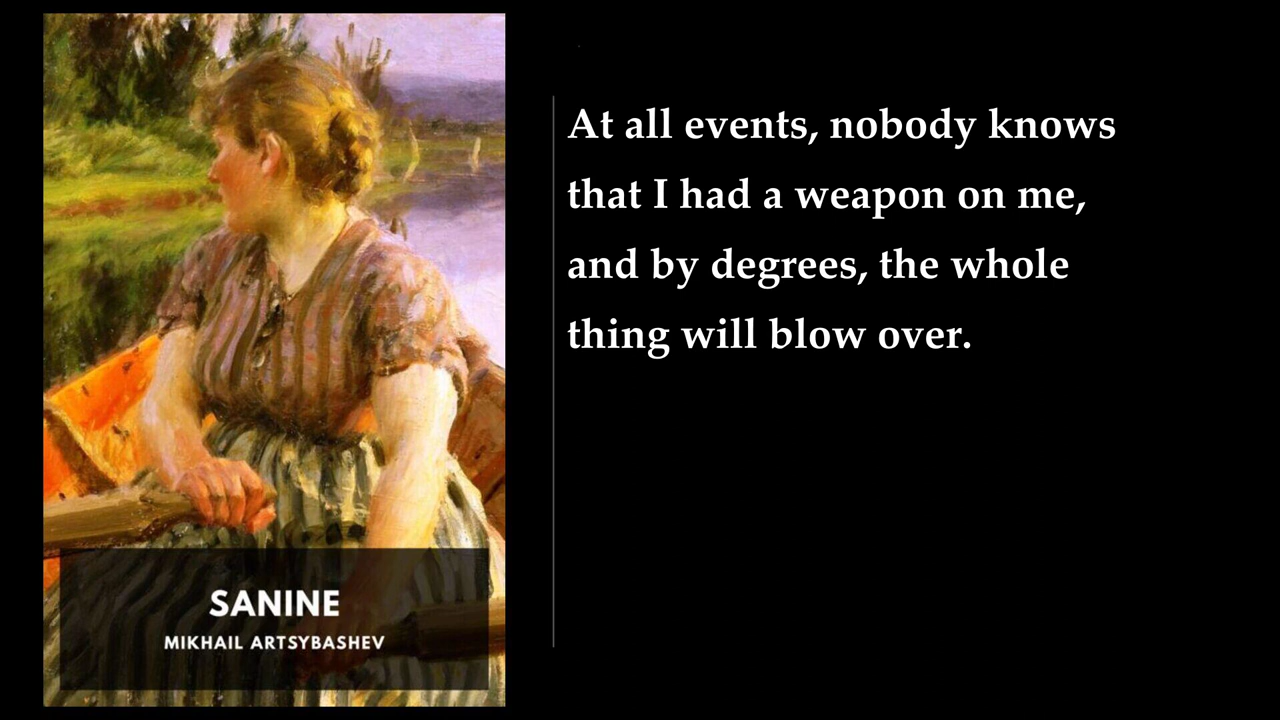 SANINE
MIKHAIL ARTSYBASHEV
At all events, nobody knows
that I had a weapon on me,
and by degrees, the whole
thing will blow over.